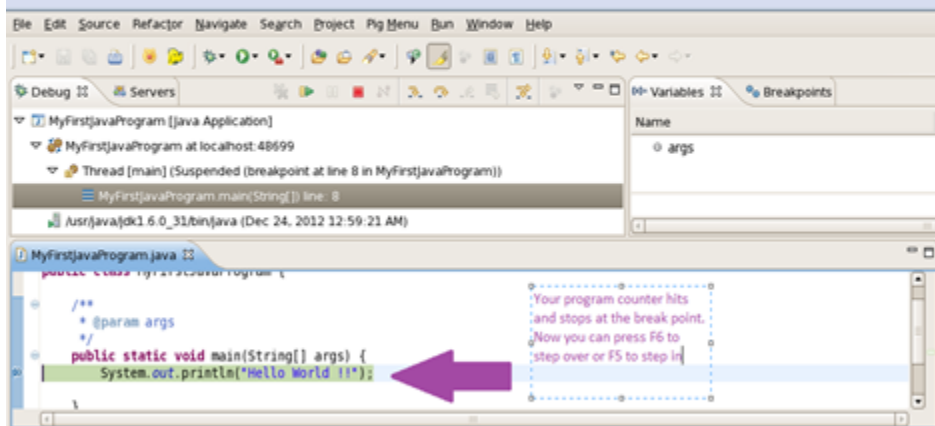 File Edit Source Refactor Navigate Search Project Pig Menu Run Window Help
Debug Servers
Variables Breakpoints
MyFirstJavaProgram [Java Application]
Name
MyFirstJavaProgram at localhost:48699
args
Thread [main] (Suspended (breakpoint at line 8 in MyFirstJavaProgram))
MyFirstJavaProgram.main(String[]) line: 8
/usr/java/jdk1.6.0_31/bin/java (Dec 24, 2012 12:59:21 AM)
MyFirstJavaProgram.java
public class MyFirstJavaProgram {
/**
* @param args
*/
public static void main(String[] args) {
System.out.println("Hello World !!");
}
Your program counter hits
and stops at the break point.
Now you can press F6 to
step over or F5 to step in